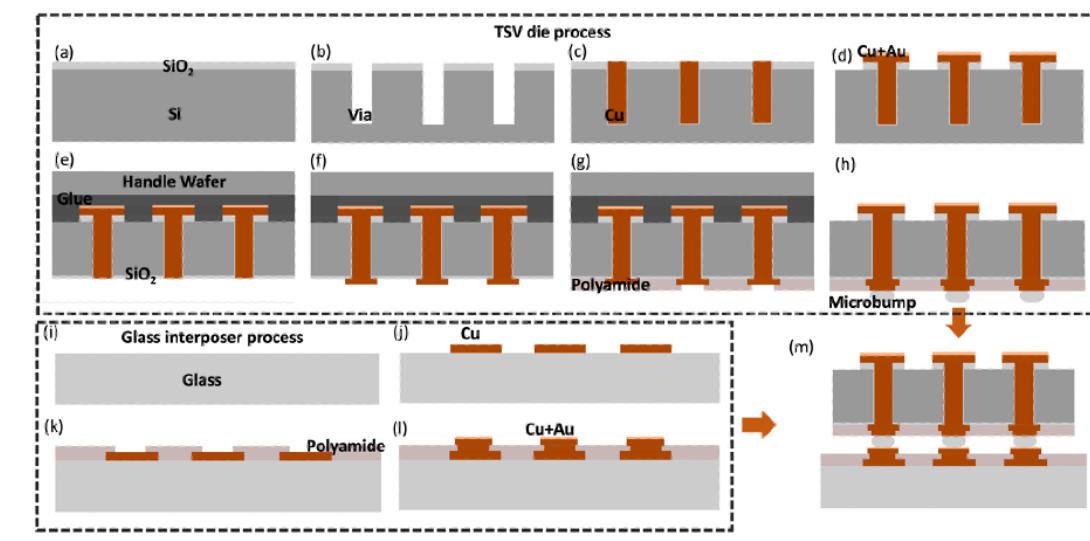 TSV die process
(a)
SiO₂
Si
(b)
Via
(c)
Cu
(d)
Cu+Au
(e)
Handle Wafer
Glue
SiO₂
(f)
(g)
Polyamide
(h)
Microbump
(i)
Glass interposer process
Glass
(j)
Cu
(k)
Polyamide
(l)
Cu+Au
(m)